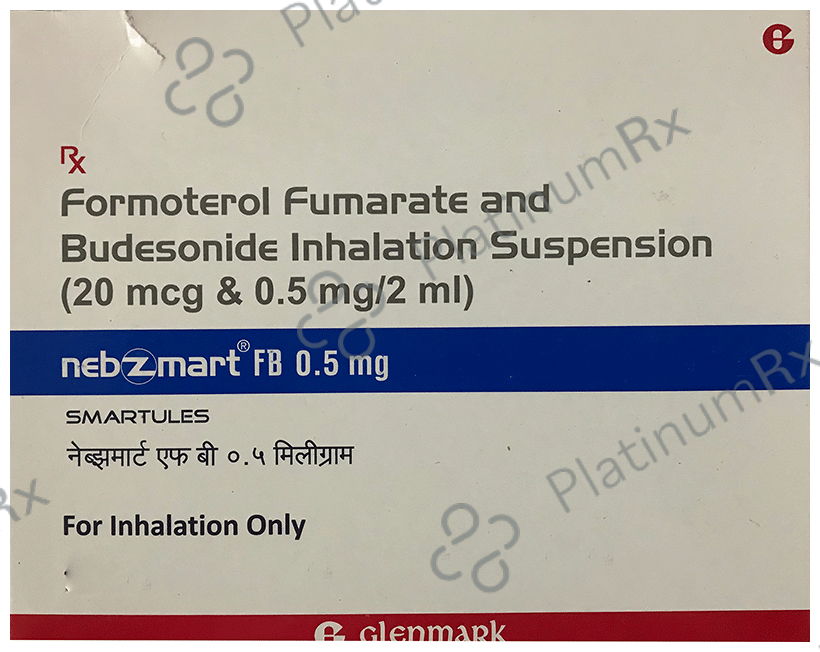 PlatinumRx
Rx
Formoterol Fumarate and
Budesonide Inhalation Suspension
(20 mcg & 0.5 mg/2 ml)
nebzmart® FB 0.5 mg
SMARTULES
नेब्झमार्ट एफ बी ०.५ मिलीग्राम
For Inhalation Only
PlatinumRx
PlatinumRx
glenmark